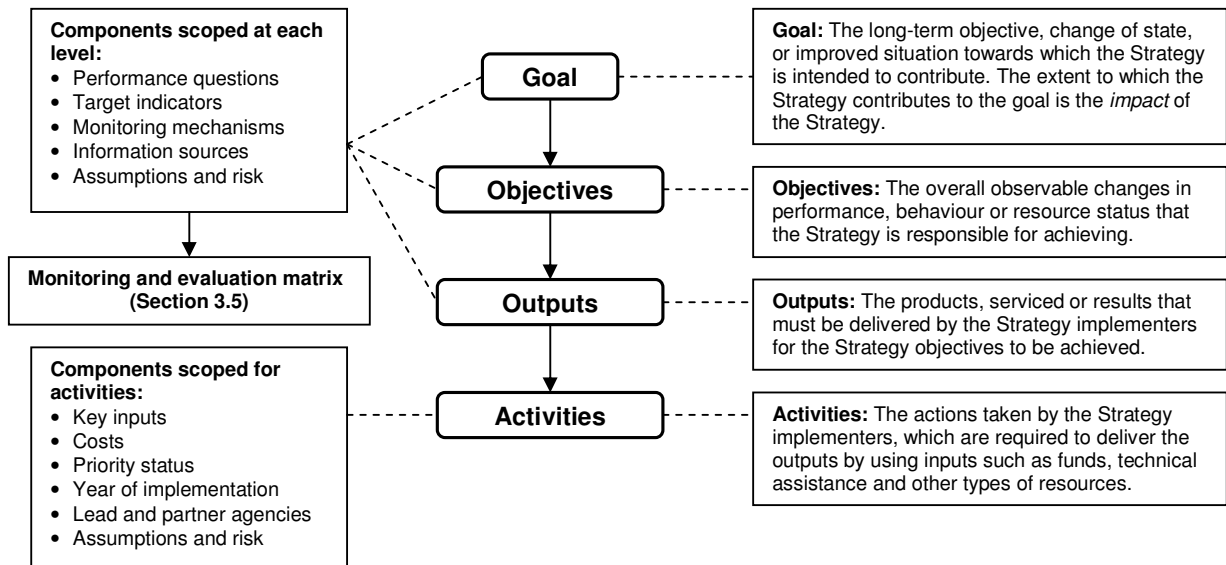 Components scoped at each
level:
• Performance questions
• Target indicators
• Monitoring mechanisms
• Information sources
• Assumptions and risk
Monitoring and evaluation matrix
(Section 3.5)
Components scoped for
activities:
• Key inputs
• Costs
• Priority status
• Year of implementation
• Lead and partner agencies
• Assumptions and risk
Goal
Objectives
Outputs
Activities
Goal: The long-term objective, change of state,
or improved situation towards which the Strategy
is intended to contribute. The extent to which the
Strategy contributes to the goal is the impact of
the Strategy.
Objectives: The overall observable changes in
performance, behaviour or resource status that
the Strategy is responsible for achieving.
Outputs: The products, serviced or results that
must be delivered by the Strategy implementers
for the Strategy objectives to be achieved.
Activities: The actions taken by the Strategy
implementers, which are required to deliver the
outputs by using inputs such as funds, technical
assistance and other types of resources.